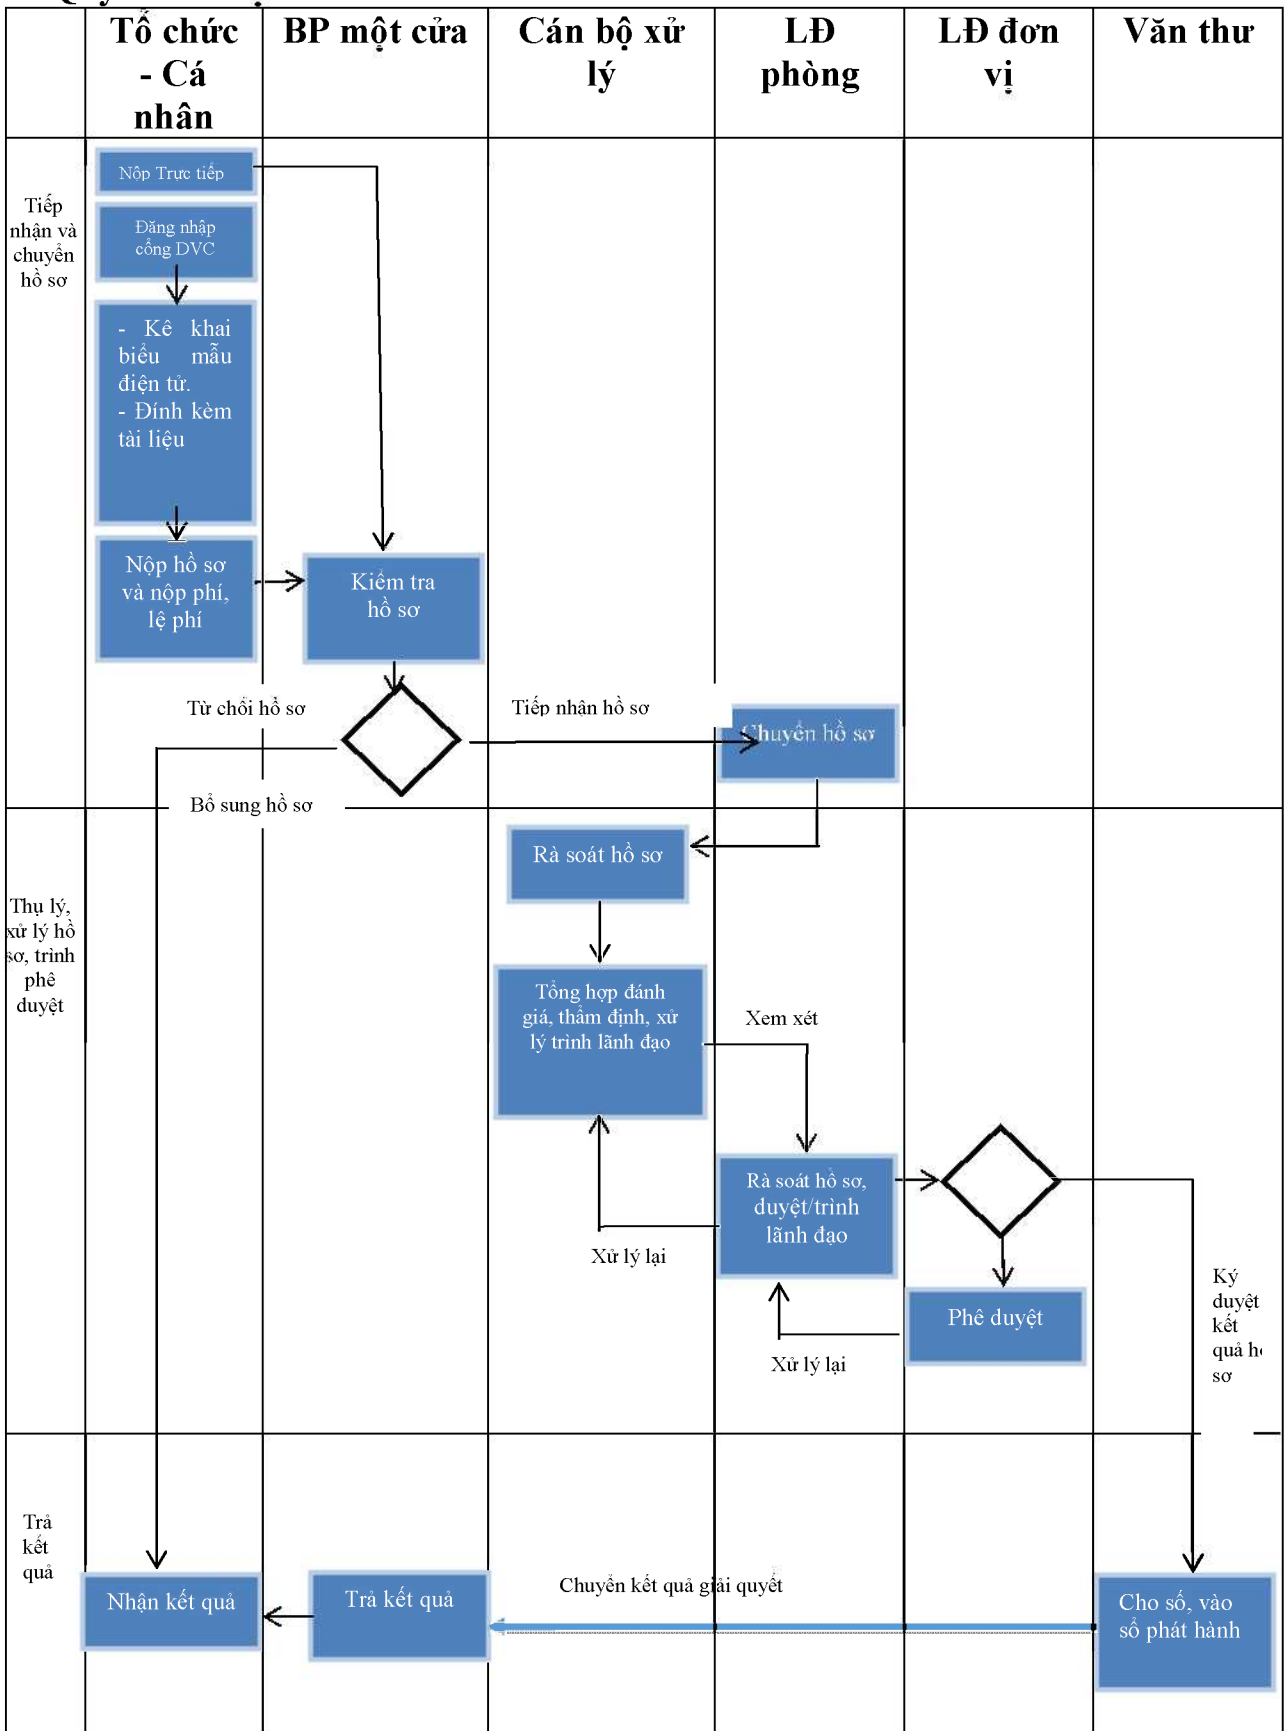 Tổ chức
- Cá
nhân
BP một cửa
Cán bộ xử
lý
LĐ
phòng
LĐ đơn
vị
Văn thư
Tiếp
nhận và
chuyển
hồ sơ
Nộp Trực tiếp
Đăng nhập
cổng DVC
- Kê khai
biểu mẫu
điện tử.
- Đính kèm
tài liệu
Nộp hồ sơ
và nộp phí,
lệ phí
Kiểm tra
hồ sơ
Từ chối hồ sơ
Tiếp nhận hồ sơ
Chuyển hồ sơ
Bổ sung hồ sơ
Thụ lý,
xử lý hồ
sơ, trình
phê
duyệt
Rà soát hồ sơ
Tổng hợp đánh
giá, thẩm định, xử
lý trình lãnh đạo
Xem xét
Rà soát hồ sơ,
duyệt/trình
lãnh đạo
Xử lý lại
Phê duyệt
Xử lý lại
Ký
duyệt
kết
quả hồ
sơ
Trả
kết
quả
Nhận kết quả
Trả kết quả
Chuyển kết quả giải quyết
Cho số, vào
sổ phát hành